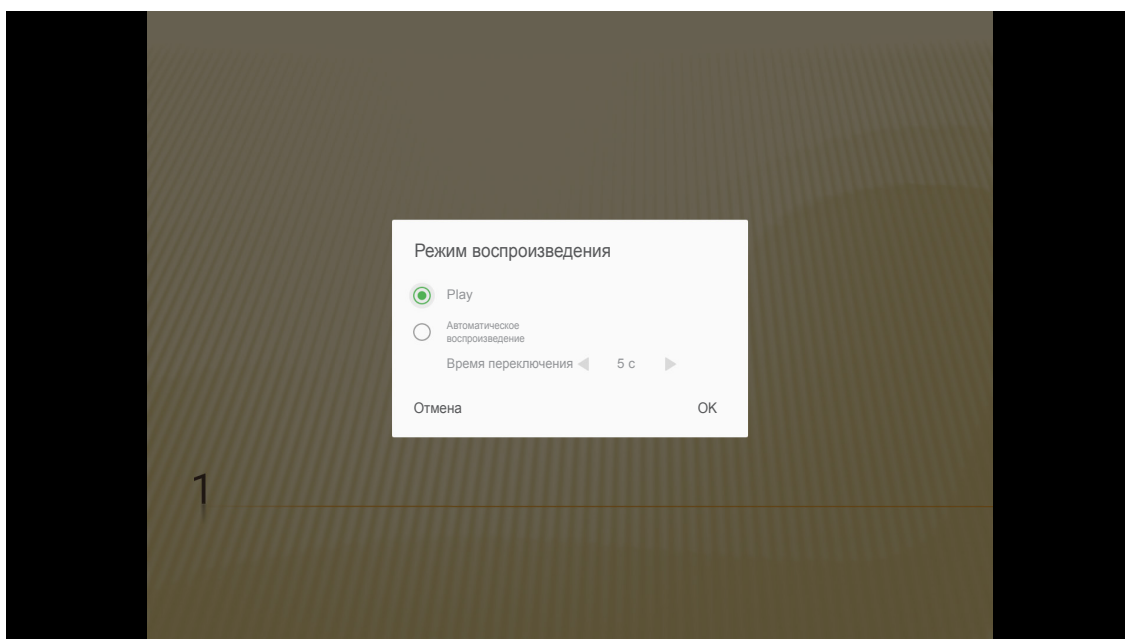 Режим воспроизведения
Play
Автоматическое
воспроизведение
Время переключения 5 с
Отмена OK
1